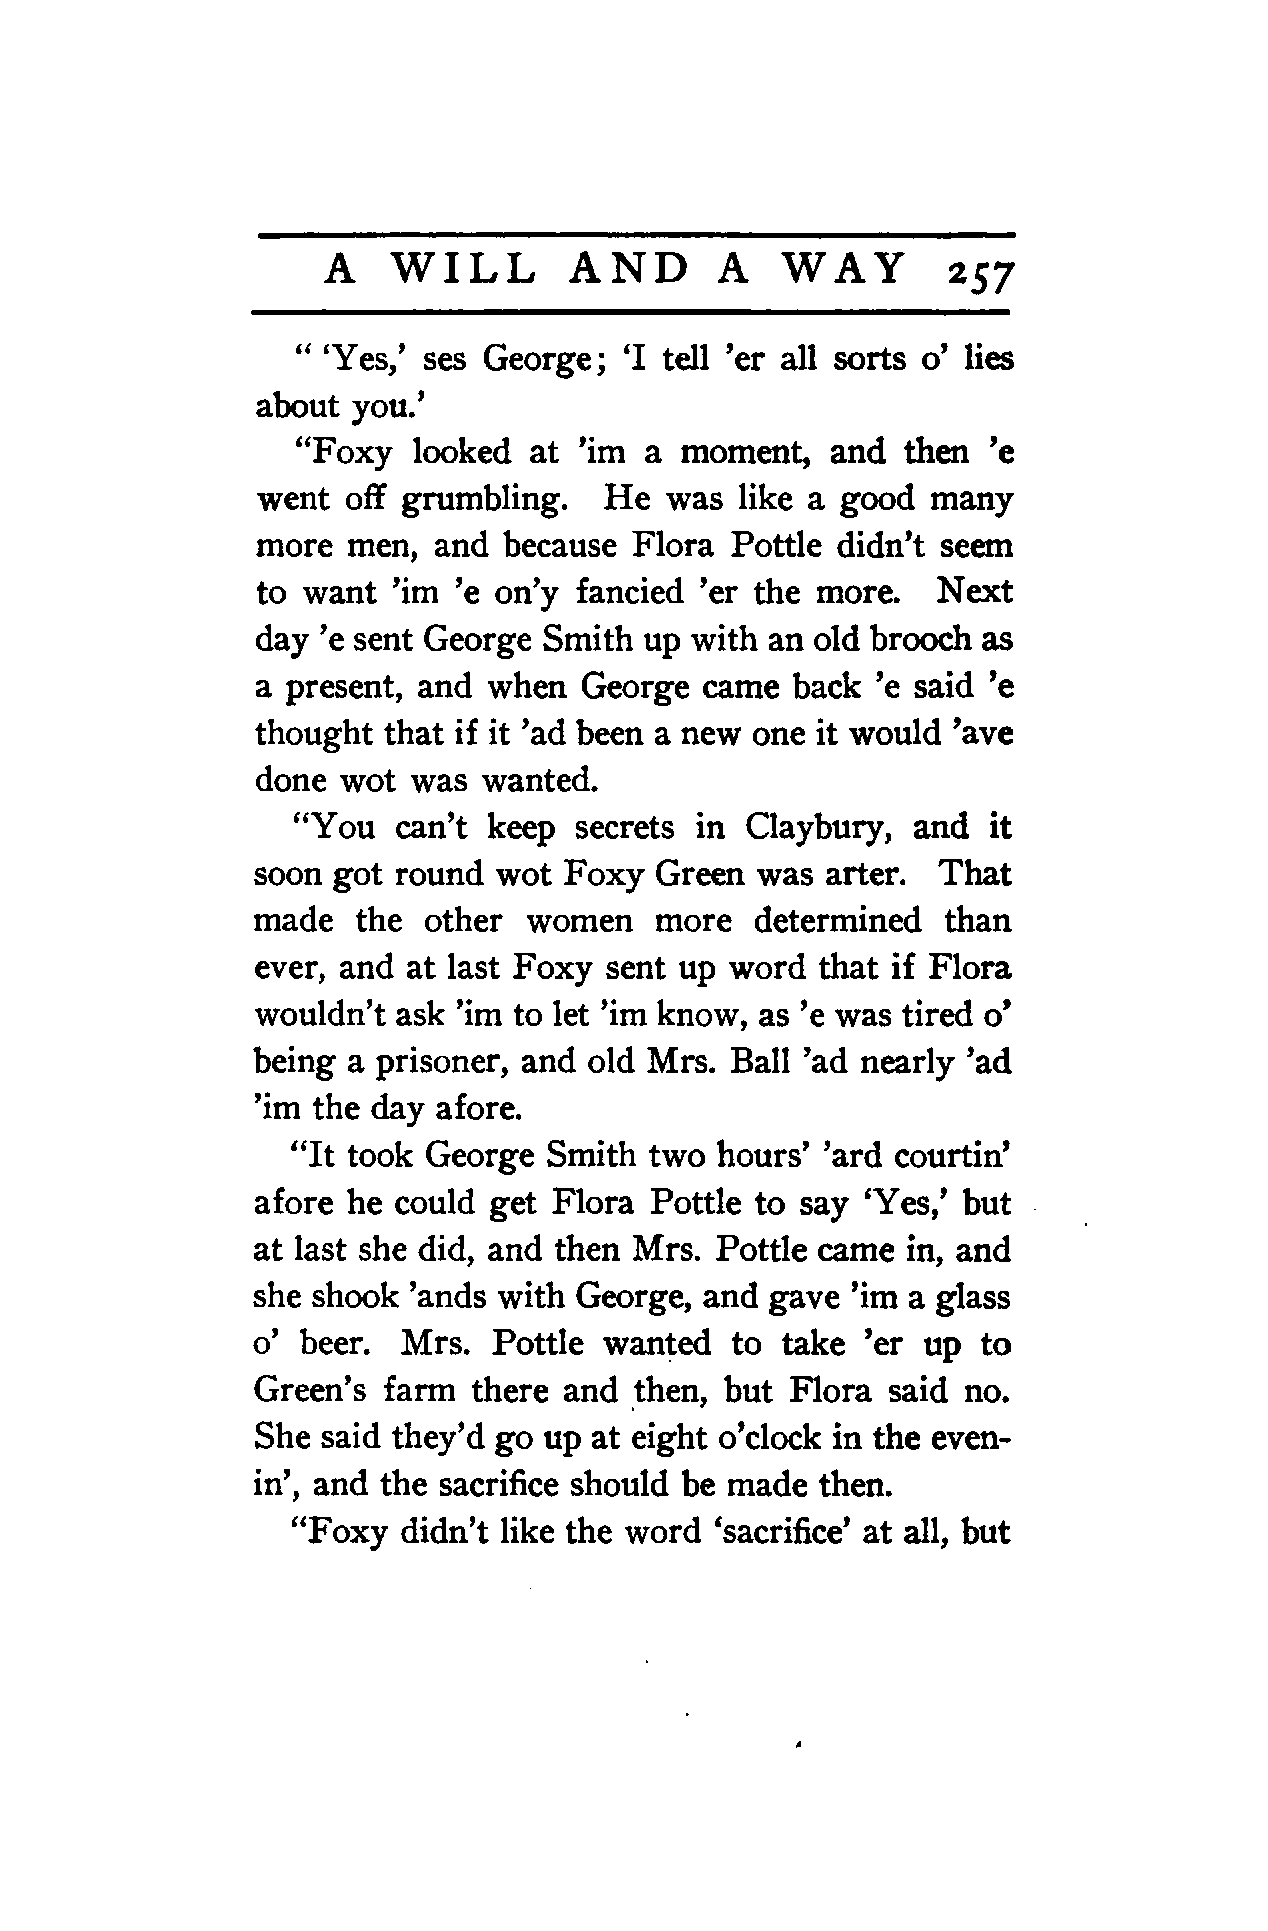 A WILL AND A WAY 257
“ ‘Yes,’ ses George; ‘I tell ’er all sorts o’ lies
about you.’
“Foxy looked at ’im a moment, and then ’e
went off grumbling. He was like a good many
more men, and because Flora Pottle didn’t seem
to want ’im ’e on’y fancied ’er the more. Next
day ’e sent George Smith up with an old brooch as
a present, and when George came back ’e said ’e
thought that if it ’ad been a new one it would ’ave
done wot was wanted.
“You can’t keep secrets in Claybury, and it
soon got round wot Foxy Green was arter. That
made the other women more determined than
ever, and at last Foxy sent up word that if Flora
wouldn’t ask ’im to let ’im know, as ’e was tired o’
being a prisoner, and old Mrs. Ball ’ad nearly ’ad
’im the day afore.
“It took George Smith two hours’ ’ard courtin’
afore he could get Flora Pottle to say ‘Yes,’ but
at last she did, and then Mrs. Pottle came in, and
she shook ’ands with George, and gave ’im a glass
o’ beer. Mrs. Pottle wanted to take ’er up to
Green’s farm there and then, but Flora said no.
She said they’d go up at eight o’clock in the even-
in’, and the sacrifice should be made then.
“Foxy didn’t like the word ‘sacrifice’ at all, but